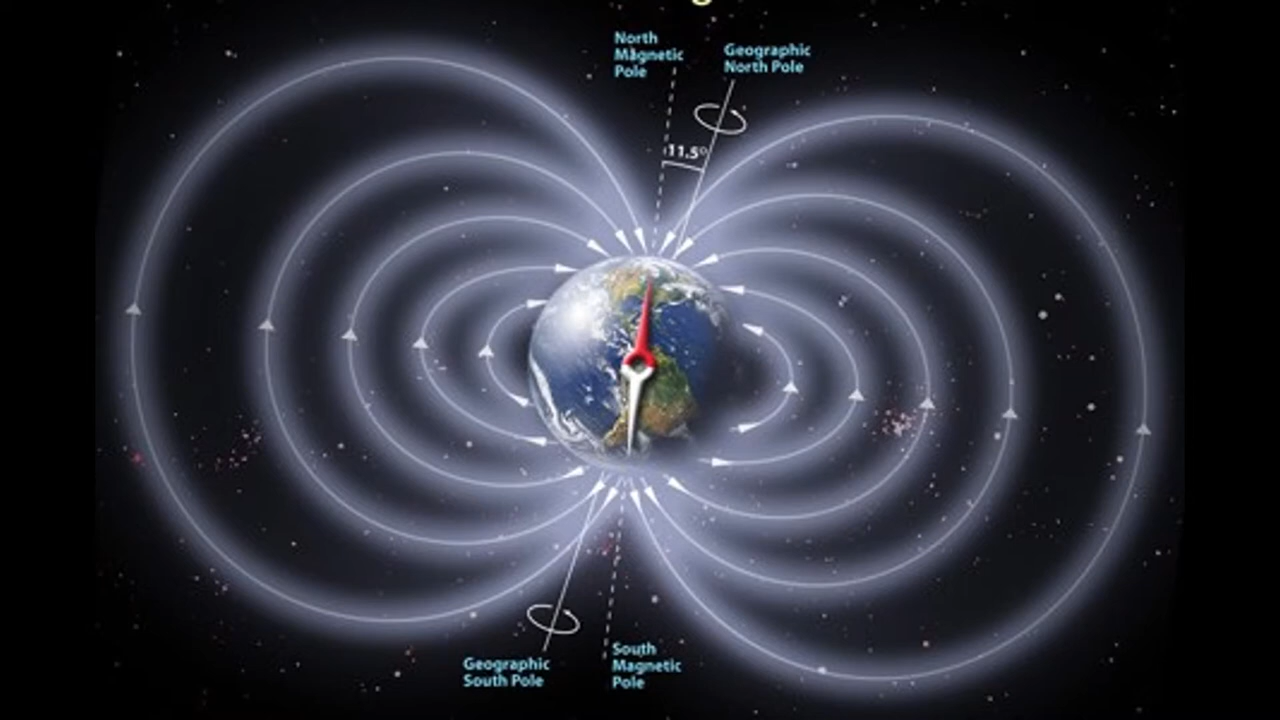 North
Magnetic
Pole
Geographic
North Pole
11.5°
Geographic
South Pole
South
Magnetic
Pole